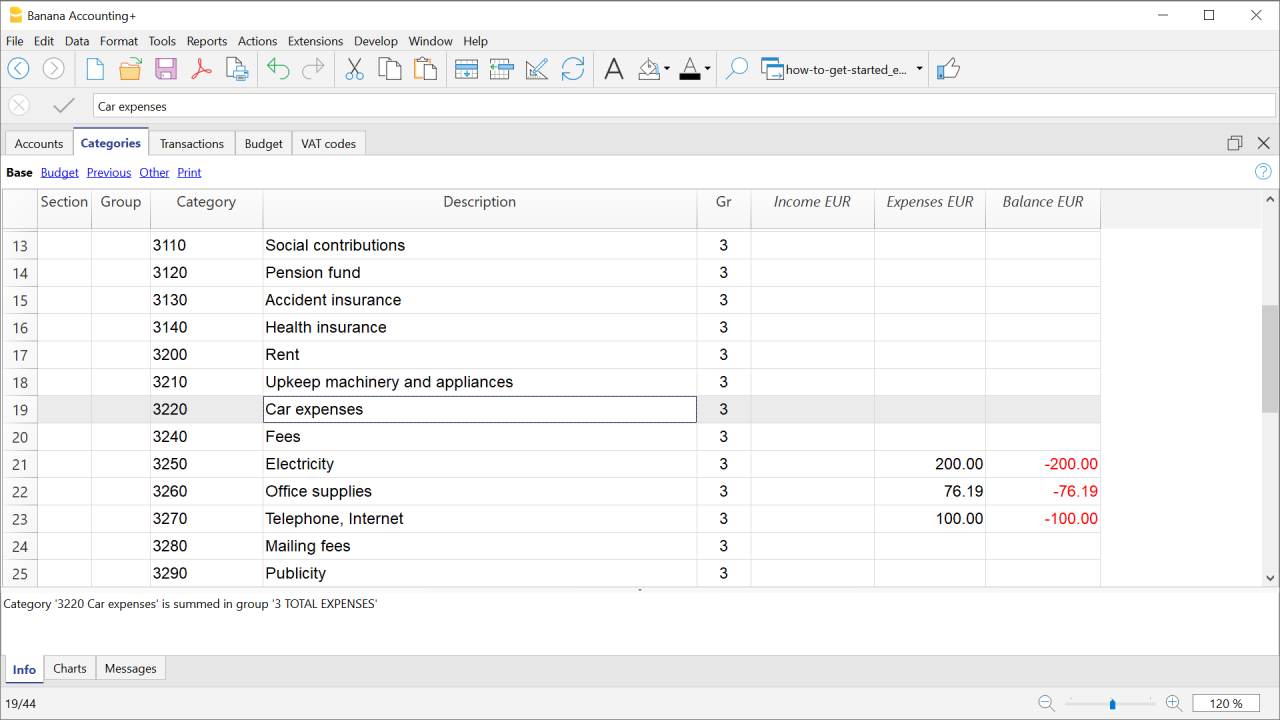 Banana Accounting+
File Edit Data Format Tools Reports Actions Extensions Develop Window Help
how-to-get-started_e...
Car expenses
Accounts Categories Transactions Budget VAT codes
Base Budget Previous Other Print
Section Group Category Description Gr Income EUR Expenses EUR Balance EUR
13 3110 Social contributions 3
14 3120 Pension fund 3
15 3130 Accident insurance 3
16 3140 Health insurance 3
17 3200 Rent 3
18 3210 Upkeep machinery and appliances 3
19 3220 Car expenses 3
20 3240 Fees 3
21 3250 Electricity 3 200.00 -200.00
22 3260 Office supplies 3 76.19 -76.19
23 3270 Telephone, Internet 3 100.00 -100.00
24 3280 Mailing fees 3
25 3290 Publicity 3
Category '3220 Car expenses' is summed in group '3 TOTAL EXPENSES'
Info Charts Messages
19/44 120 %